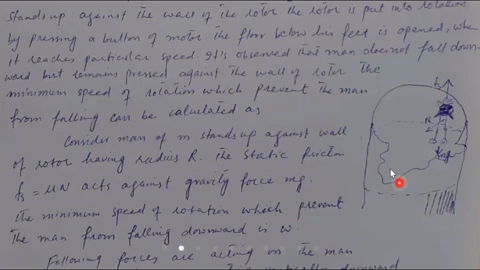 stands up against the wall of the rotor the rotor is put into rotation
by pressing a button of motor. the floor below his feet is opened, when
it reaches particular speed. It's observed that man doesnot fall down-
ward but remains pressed against the wall of rotor the
minimum speed of rotation which prevent the man
from falling can be calculated as
Consider man of m stands up against wall
of rotor having radius R. the static friction
fs = μN acts against gravity force mg.
the minimum speed of rotation which prevent
the man from falling downward is ω.
Following forces are acting on the man
vertically downward